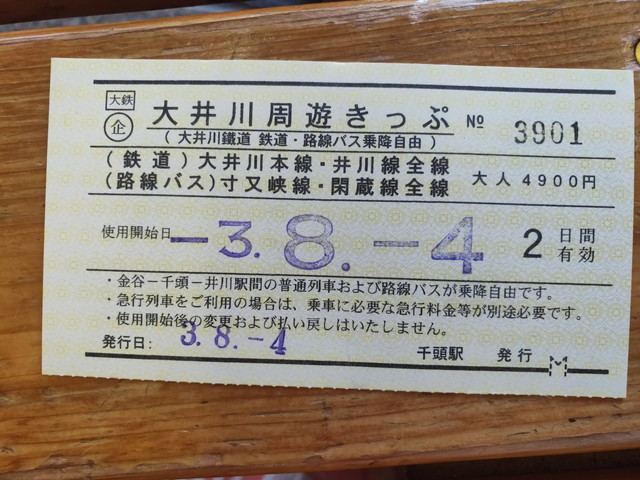 大鉄
企 大井川周遊きっぷ № 3901
(大井川鐵道 鉄道・路線バス乗降自由)
(鉄道)大井川本線・井川線全線
(路線バス)寸又峡線・閑蔵線全線 大人4900円
使用開始日 -3.8.-4 2日間有効
・金谷−千頭−井川駅間の普通列車および路線バスが乗降自由です。
・急行列車をご利用の場合は、乗車に必要な急行料金等が別途必要です。
・使用開始後の変更および払い戻しはいたしません。
発行日: 3.8.-4 千頭駅 発行